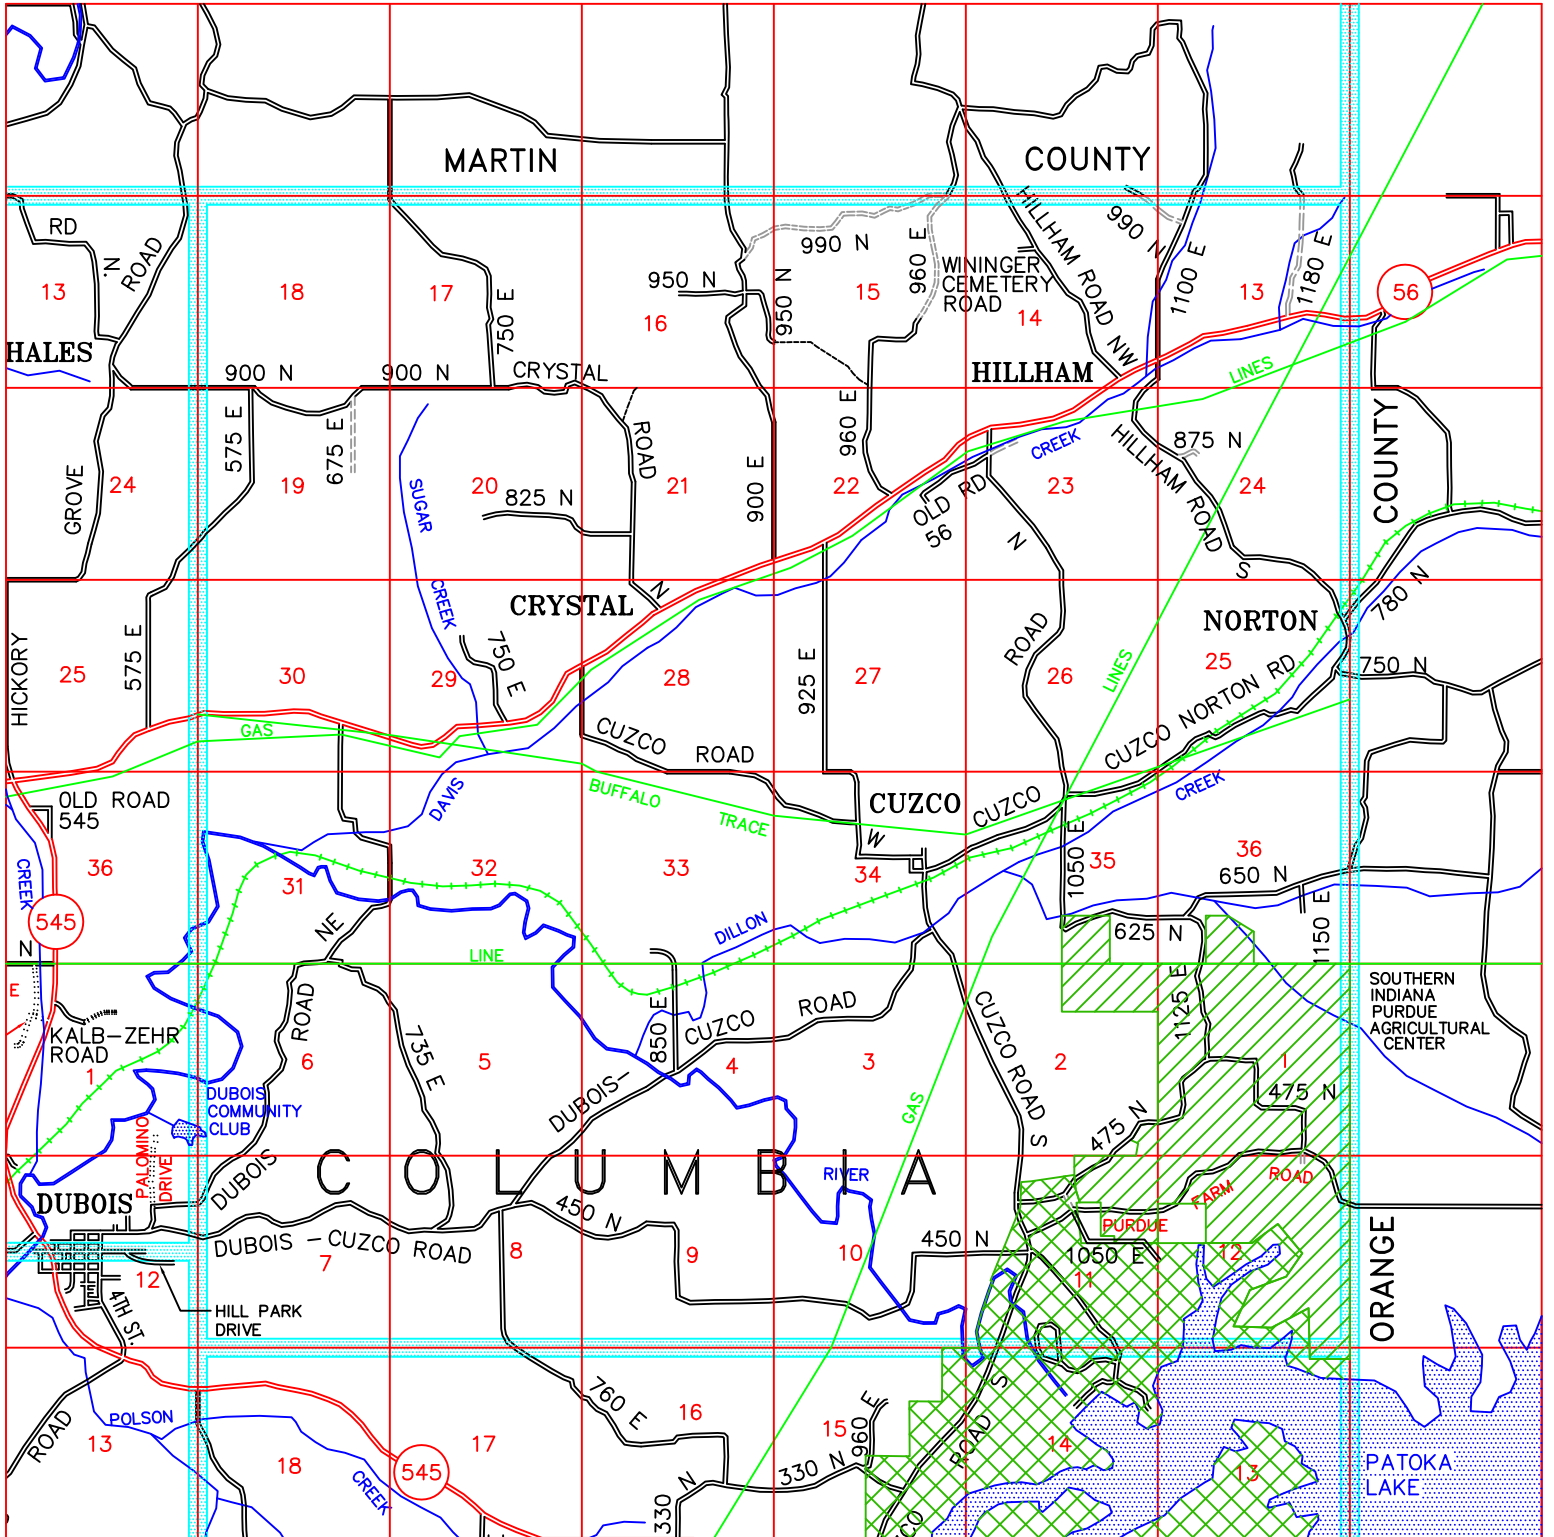 MARTIN
COUNTY
RD
N.
ROAD
13
18
17
750 E
950 N
16
950 N
990 N
15
960 E
WININGER
CEMETERY
ROAD
HILLHAM ROAD NW
14
990 N
1100 E
13
1180 E
56
HALES
900 N
900 N
CRYSTAL
ROAD
N
HILLHAM
LINES
GROVE
24
575 E
19
675 E
SUGAR
CREEK
20
825 N
21
900 E
960 E
22
OLD RD
56
N
ROAD
CREEK
23
HILLHAM ROAD
S
875 N
24
COUNTY
HICKORY
25
575 E
30
29
750 E
CRYSTAL
28
925 E
27
26
LINES
NORTON
25
780 N
750 N
GAS
CUZCO
ROAD
W
CUZCO NORTON RD
BUFFALO
TRACE
DAVIS
OLD ROAD
545
CREEK
36
31
32
33
CUZCO
34
CUZCO
1050 E
35
CREEK
36
650 N
545
N
NE
ROAD
LINE
DILLON
625 N
1150 E
E
KALB-ZEHR
ROAD
1
6
735 E
5
850 E
DUBOIS-
CUZCO
ROAD
4
3
CUZCO ROAD
S
2
1125 E
1
475 N
475 N
SOUTHERN
INDIANA
PURDUE
AGRICULTURAL
CENTER
DUBOIS
COMMUNITY
CLUB
PALOMINO
DRIVE
DUBOIS
GAS
COLUMBIA
RIVER
DUBOIS
DUBOIS -CUZCO ROAD
7
8
450 N
9
10
450 N
PURDUE
FARM
ROAD
1050 E
11
12
12
4TH ST.
HILL PARK
DRIVE
ORANGE
POLSON
CREEK
ROAD
13
18
17
545
760 E
16
330 N
15
330 N
960 E
ROAD
S
CO
14
13
PATOKA
LAKE